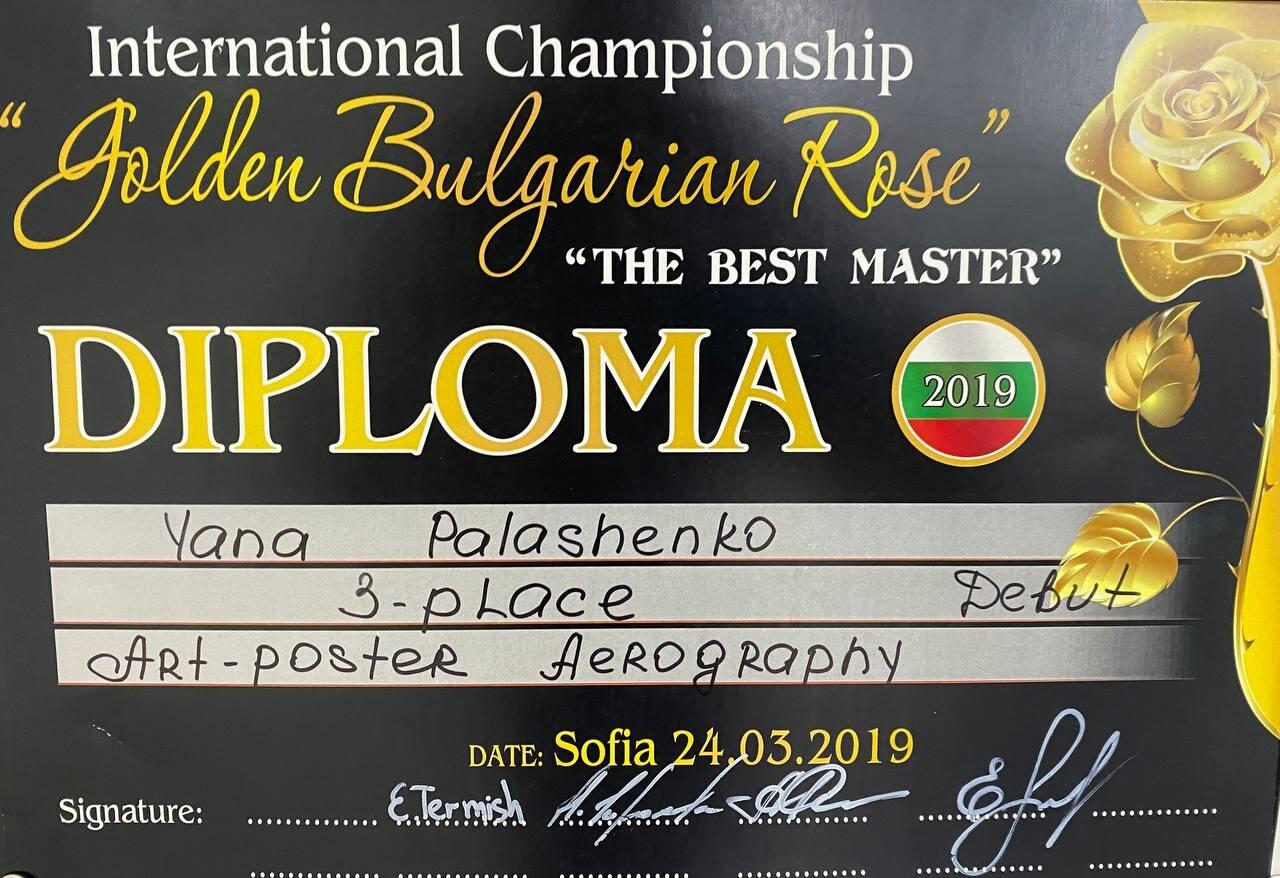 International Championship
“Golden Bulgarian Rose”
“THE BEST MASTER”
DIPLOMA
2019
Yana Palashenko
3-place Debut
Art-poster Aerography
DATE: Sofia 24.03.2019
Signature: E.Termish